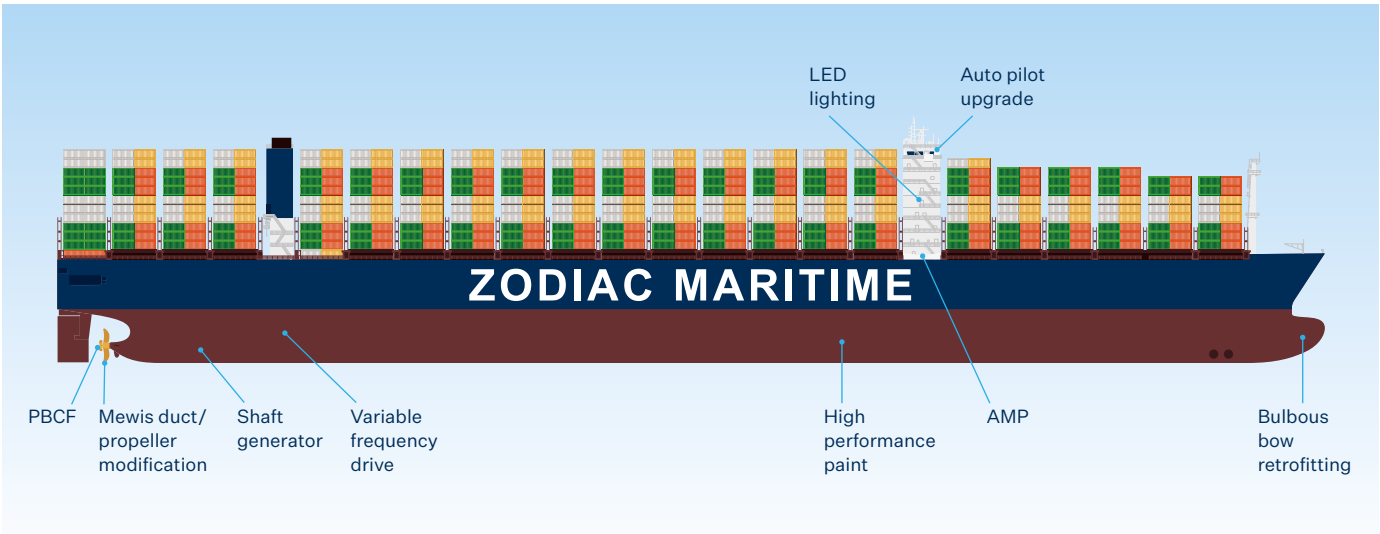 LED
lighting
Auto pilot
upgrade
ZODIAC MARITIME
PBCF
Mewis duct/
propeller
modification
Shaft
generator
Variable
frequency
drive
High
performance
paint
AMP
Bulbous
bow
retrofitting